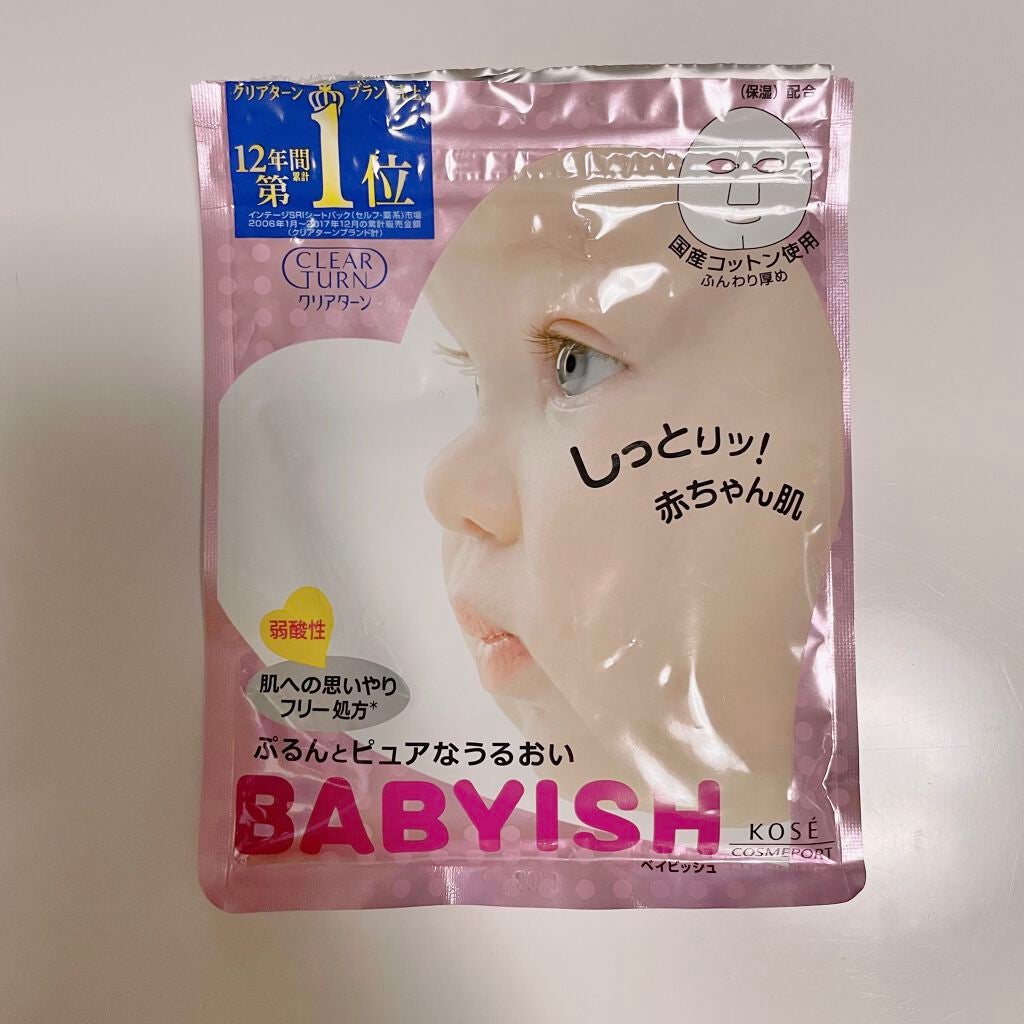 クリアターン ブランド売上
12年間
累計
第1位
インテージSRIシートパック(セルフ・薬系)市場
2006年1月〜2017年12月の累計販売金額
(クリアターンブランド計)
CLEAR
TURN
クリアターン
(保湿)配合
国産コットン使用
ふんわり厚め
しっとりッ!
赤ちゃん肌
弱酸性
肌への思いやり
フリー処方*
ぷるんとピュアなうるおい
BABYISH
ベイビッシュ
KOSÉ
COSMEPORT